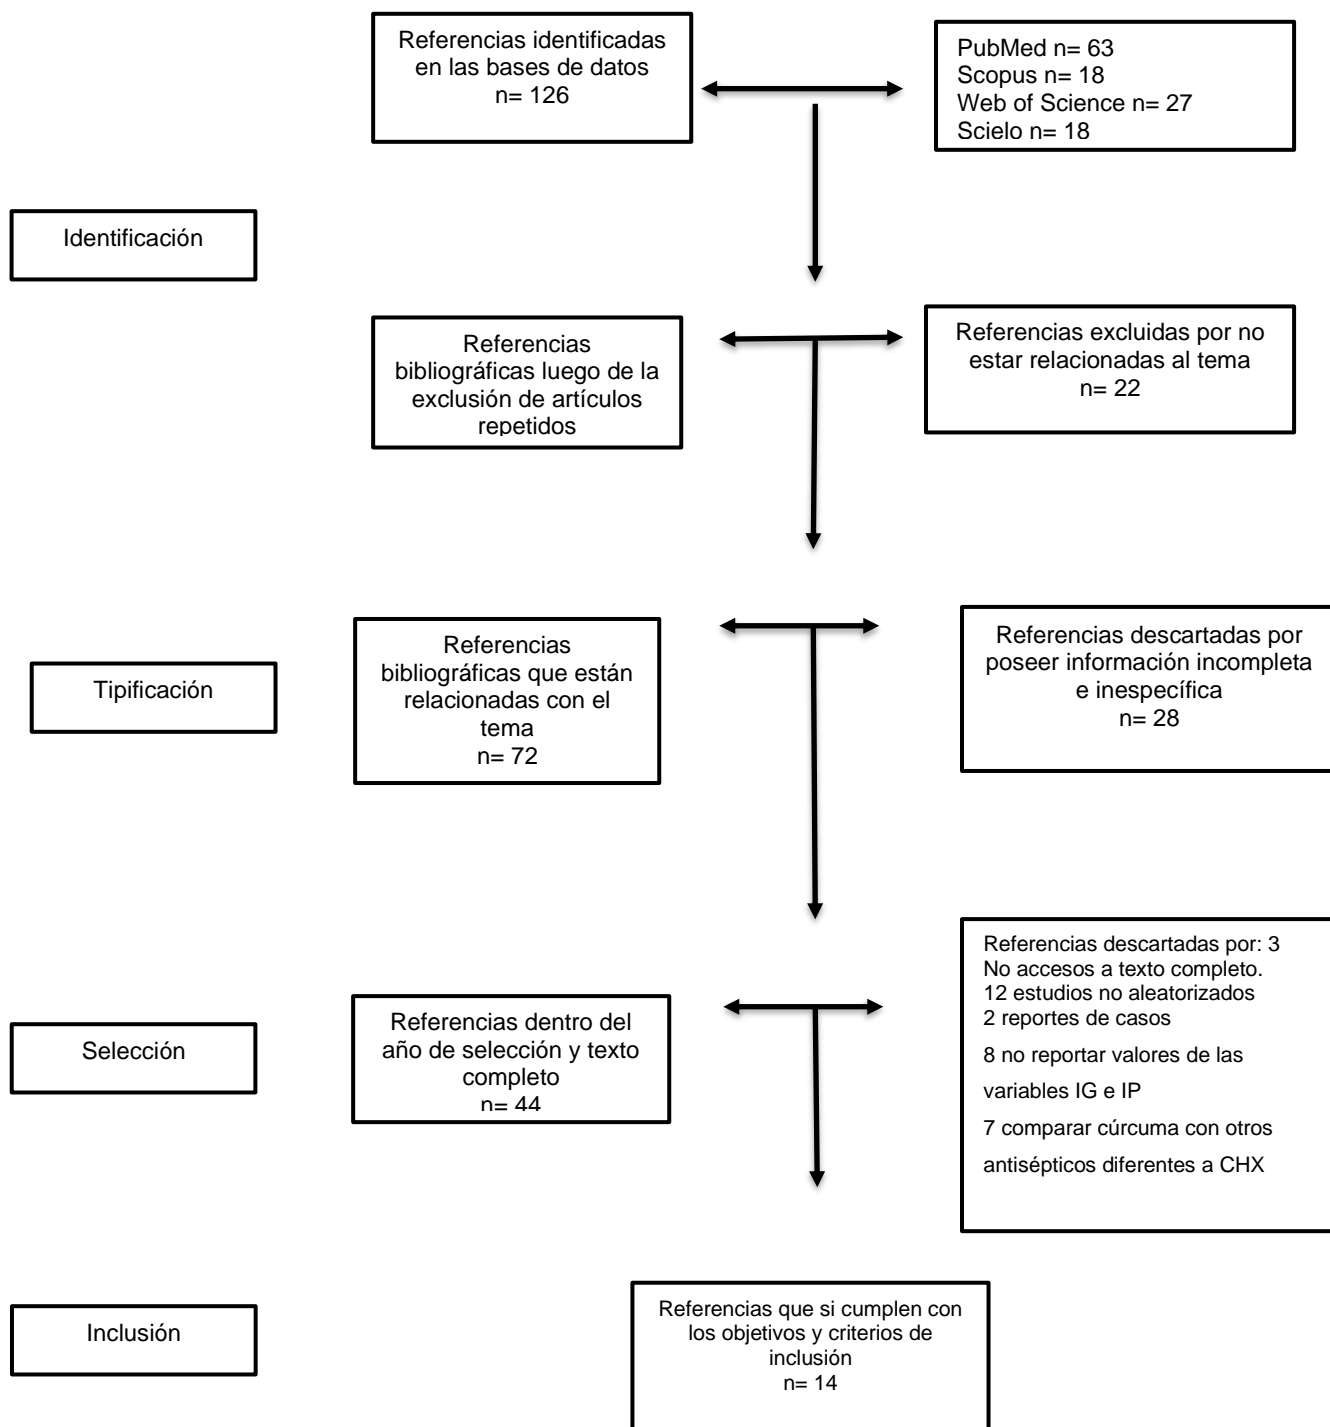 Referencias identificadas
en las bases de datos
n= 126
PubMed n= 63
Scopus n= 18
Web of Science n= 27
Scielo n= 18
Identificación
Referencias
bibliográficas luego de la
exclusión de artículos
repetidos
Referencias excluidas por no
estar relacionadas al tema
n= 22
Tipificación
Referencias
bibliográficas que están
relacionadas con el
tema
n= 72
Referencias descartadas por
poseer información incompleta
e inespecífica
n= 28
Selección
Referencias dentro del
año de selección y texto
completo
n= 44
Referencias descartadas por: 3
No accesos a texto completo.
12 estudios no aleatorizados
2 reportes de casos
8 no reportar valores de las
variables IG e IP
7 comparar cúrcuma con otros
antisépticos diferentes a CHX
Inclusión
Referencias que si cumplen con
los objetivos y criterios de
inclusión
n= 14